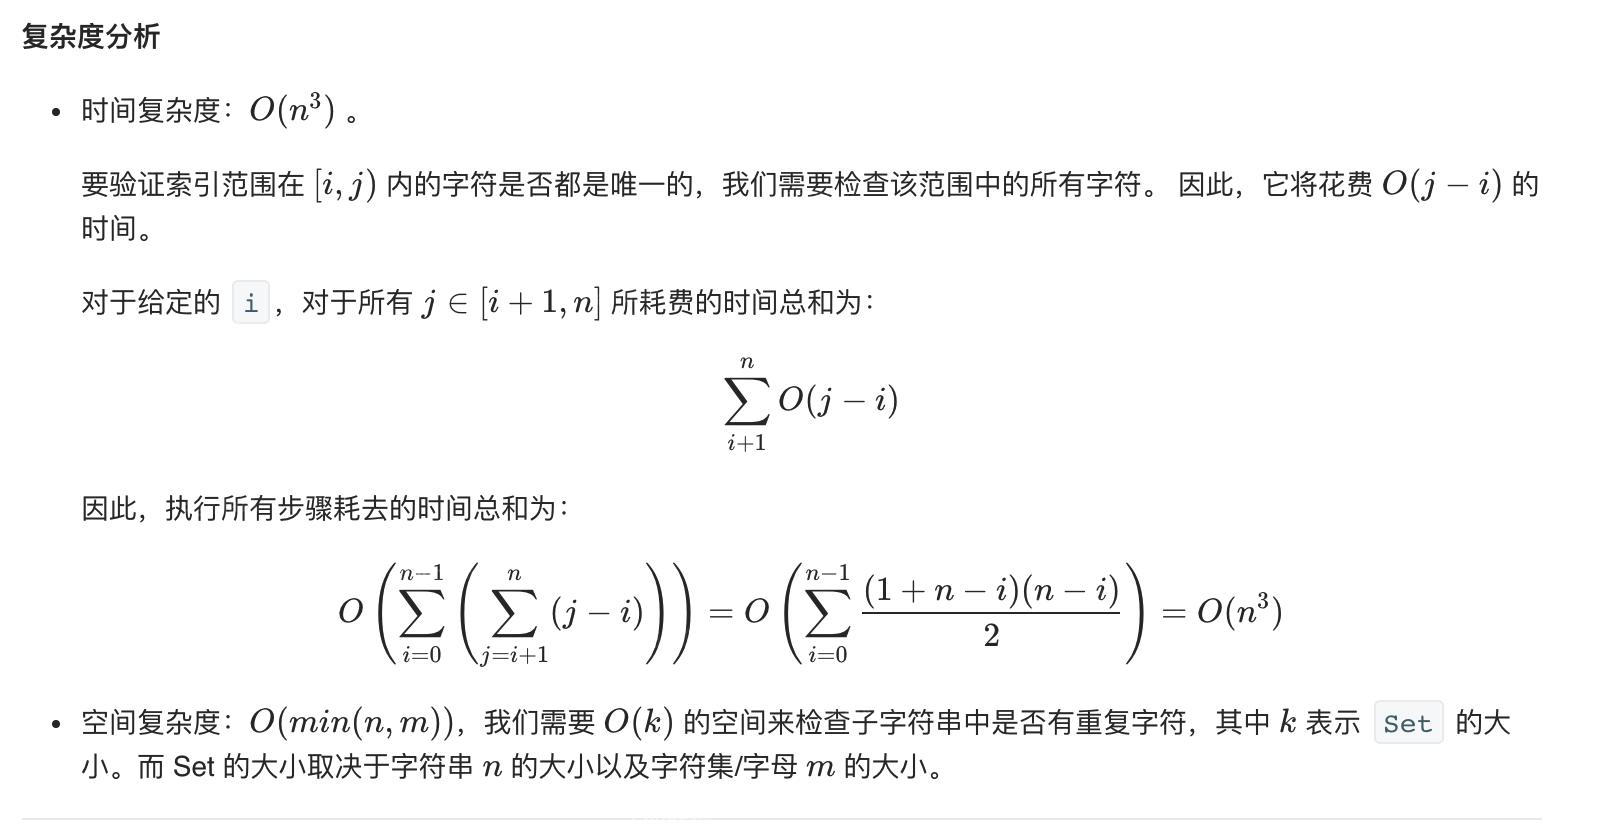 复杂度分析
• 时间复杂度：O(n³) 。
要验证索引范围在 [i, j) 内的字符是否都是唯一的，我们需要检查该范围中的所有字符。 因此，它将花费 O(j − i) 的
时间。
对于给定的 i ，对于所有 j ∈ [i + 1, n] 所耗费的时间总和为：
\sum_{i+1}^{n} O(j − i)
因此，执行所有步骤耗去的时间总和为：
O\left(\sum_{i=0}^{n-1}\left(\sum_{j=i+1}^{n}(j − i)\right)\right) = O\left(\sum_{i=0}^{n-1}\frac{(1 + n − i)(n − i)}{2}\right) = O(n³)
• 空间复杂度：O(min(n, m))，我们需要 O(k) 的空间来检查子字符串中是否有重复字符，其中 k 表示 Set 的大
小。而 Set 的大小取决于字符串 n 的大小以及字符集/字母 m 的大小。